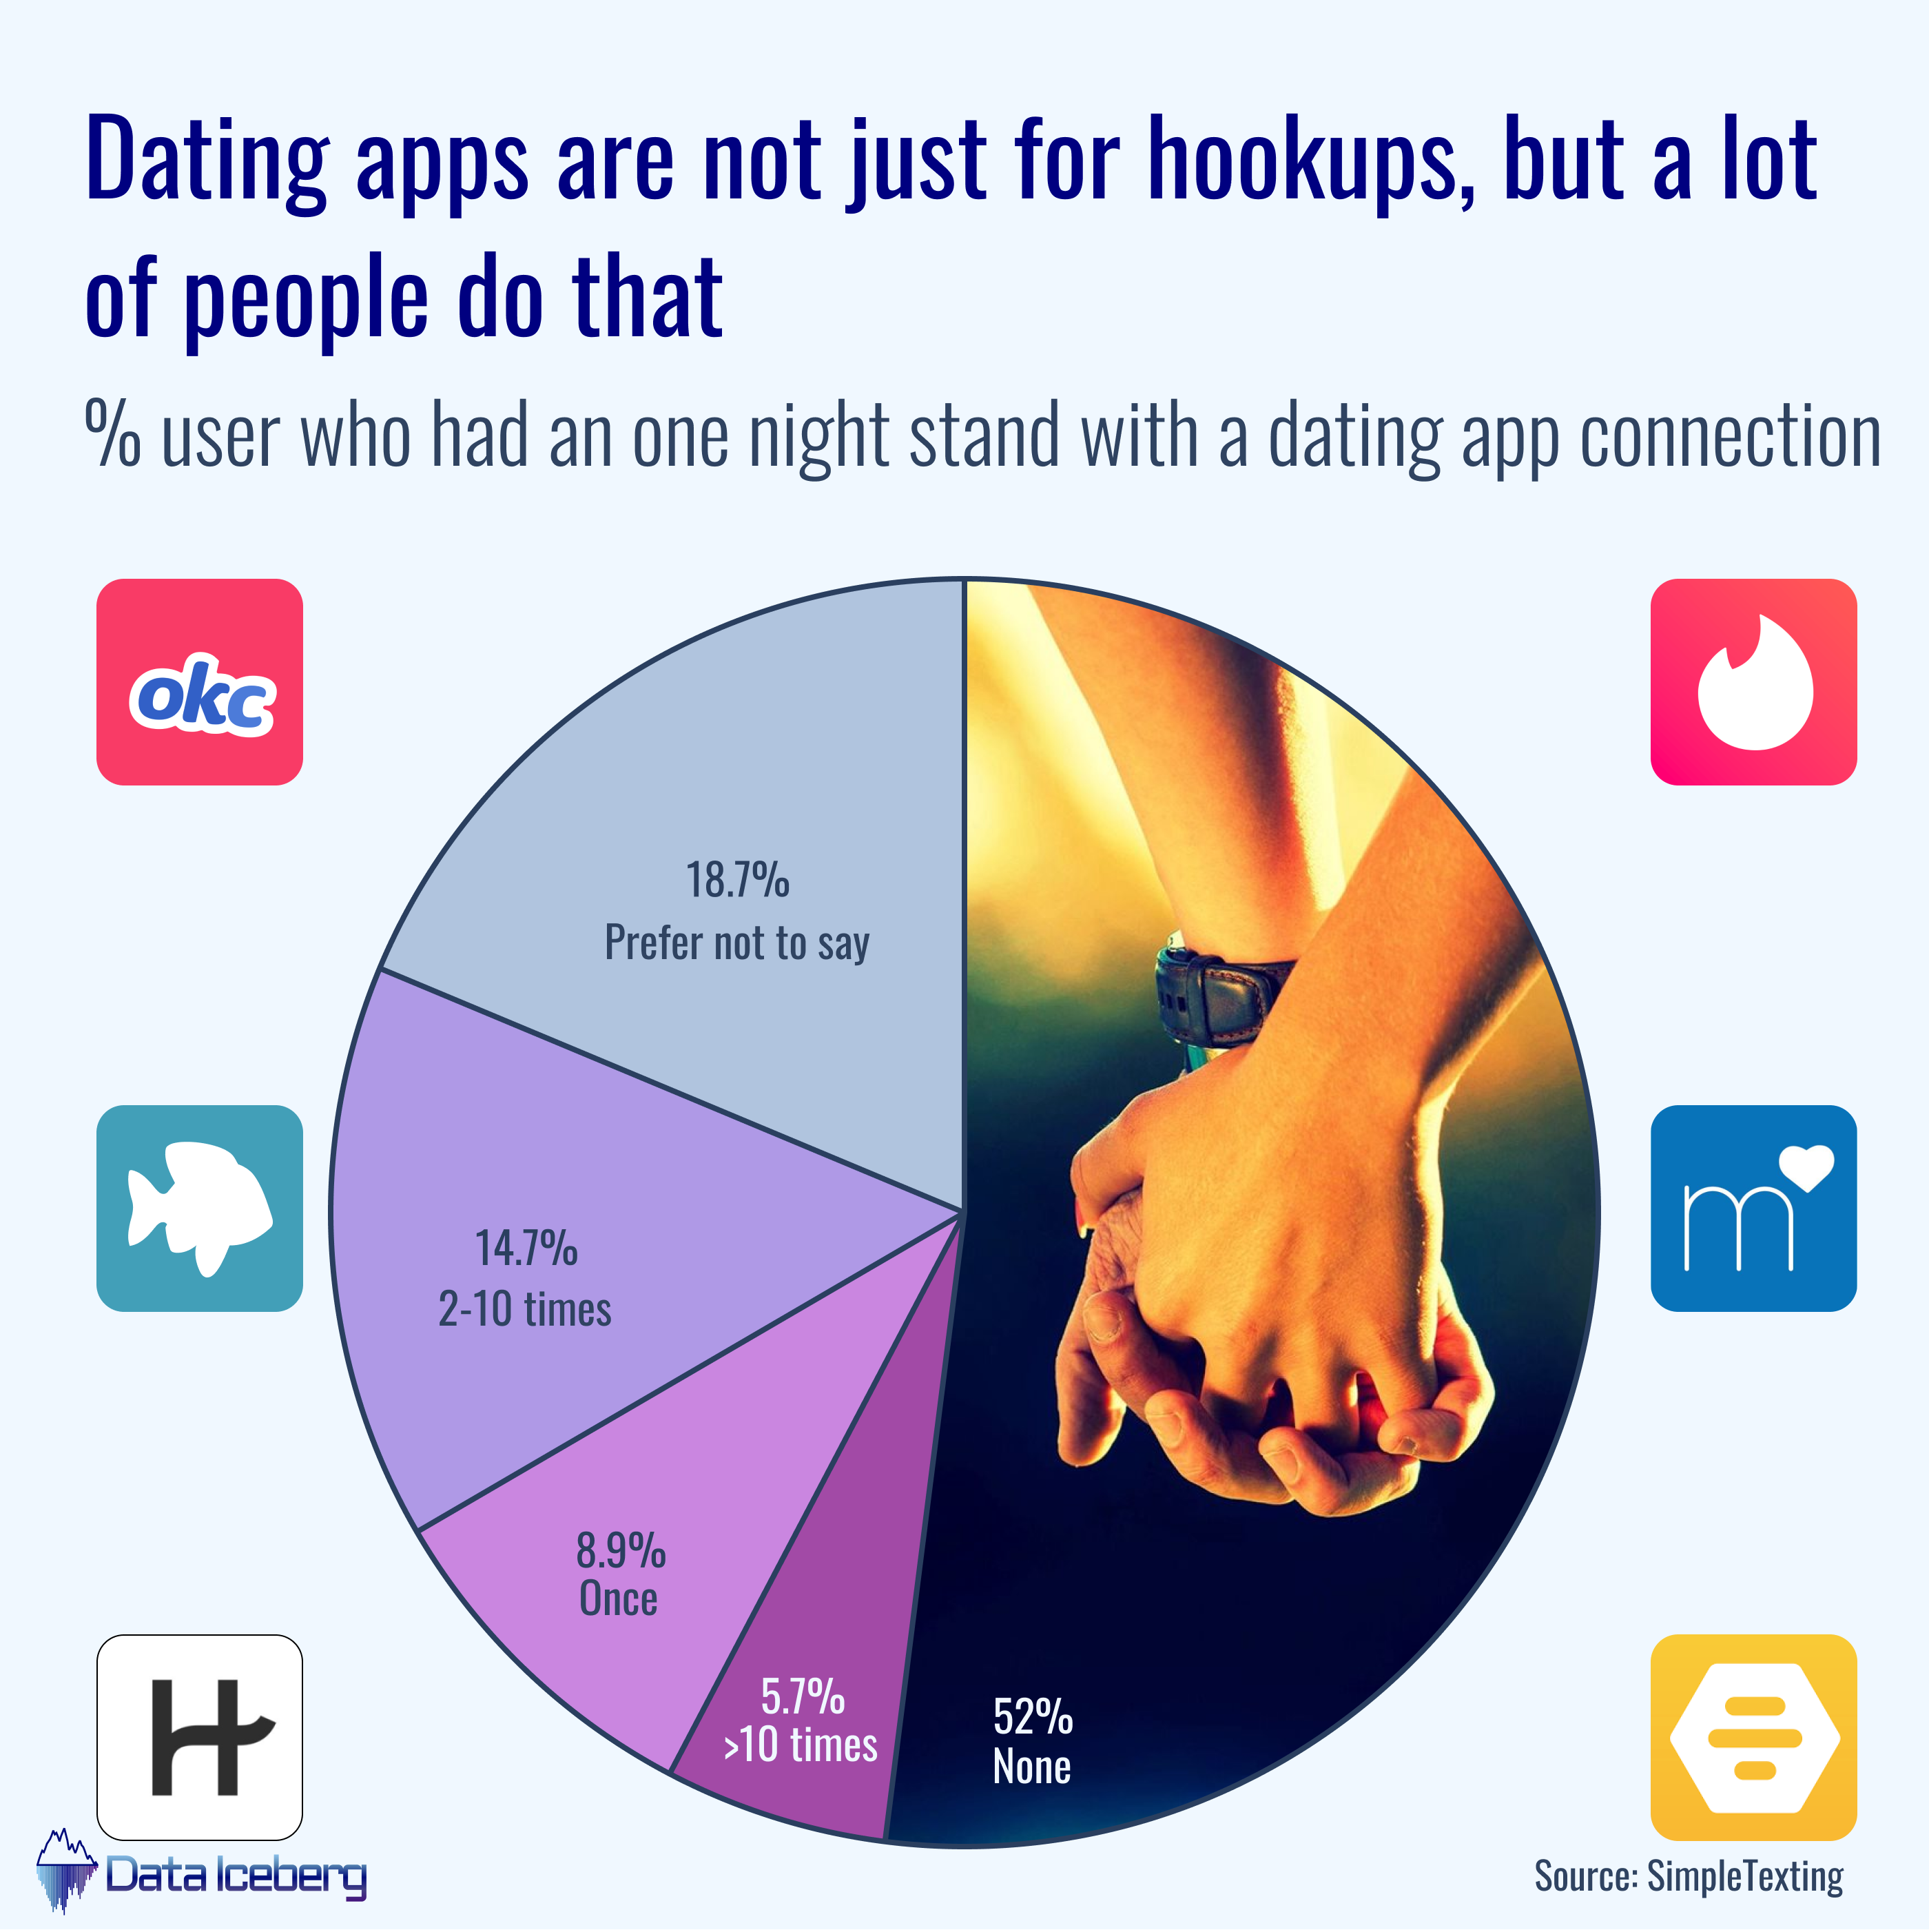 Dating apps are not just for hookups, but a lot
of people do that
% user who had an one night stand with a dating app connection
okc
18.7%
Prefer not to say
14.7%
2-10 times
m
8.9%
Once
5.7%
>10 times
52%
None
H
Data Iceberg
Source: SimpleTexting